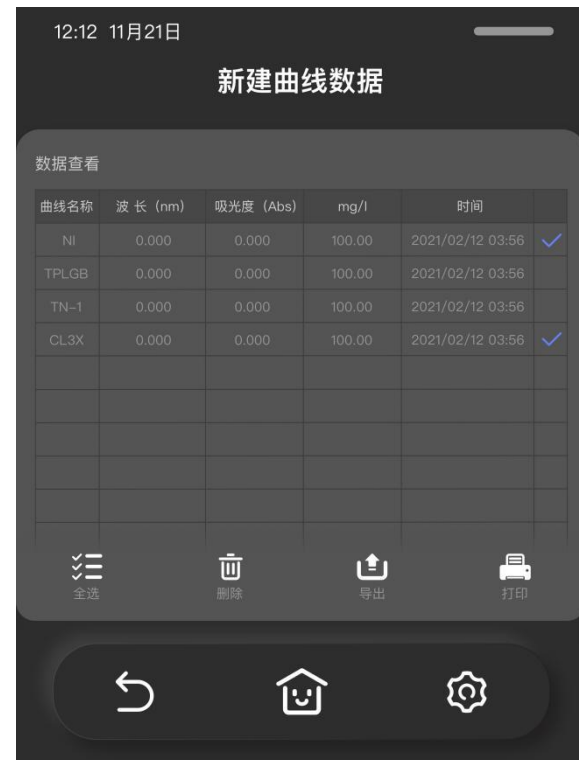 12:12 11月21日
新建曲线数据
数据查看
曲线名称 波 长（nm） 吸光度（Abs） mg/l 时间
NI 0.000 0.000 100.00 2021/02/12 03:56
TPLGB 0.000 0.000 100.00 2021/02/12 03:56
TN-1 0.000 0.000 100.00 2021/02/12 03:56
CL3X 0.000 0.000 100.00 2021/02/12 03:56
全选 删除 导出 打印